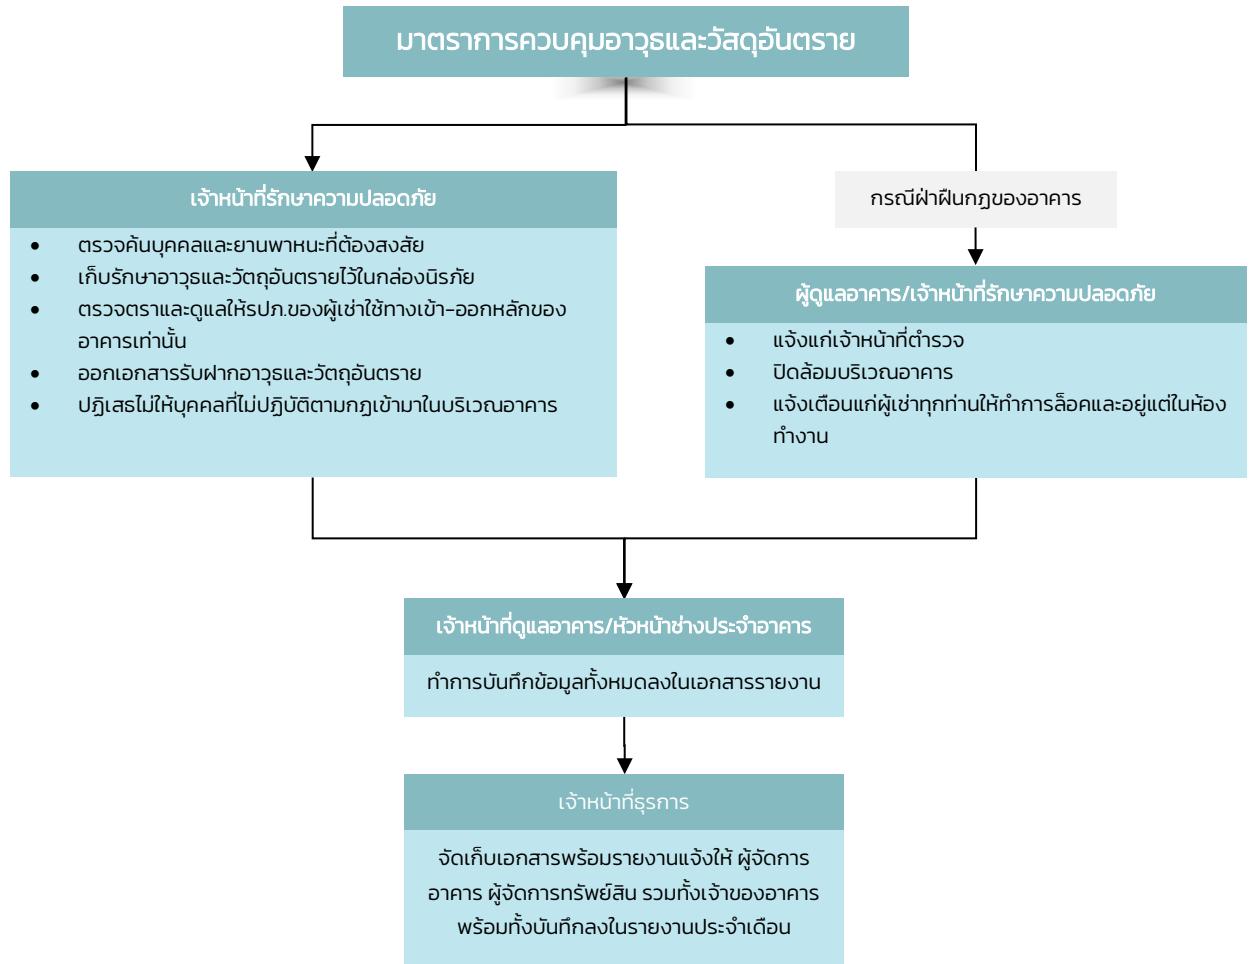 มาตราการควบคุมอาวุธและวัสดุอันตราย
เจ้าหน้าที่รักษาความปลอดภัย
• ตรวจค้นบุคคลและยานพาหนะที่ต้องสงสัย
• เก็บรักษาอาวุธและวัตถุอันตรายไว้ในกล่องนิรภัย
• ตรวจตราและดูแลให้รปภ.ของผู้เช่าใช้ทางเข้า-ออกหลักของ
อาคารเท่านั้น
• ออกเอกสารรับฝากอาวุธและวัตถุอันตราย
• ปฏิเสธไม่ให้บุคคลที่ไม่ปฏิบัติตามกฎเข้ามาในบริเวณอาคาร
กรณีฝ่าฝืนกฎของอาคาร
ผู้ดูแลอาคาร/เจ้าหน้าที่รักษาความปลอดภัย
• แจ้งแก่เจ้าหน้าที่ตำรวจ
• ปิดล้อมบริเวณอาคาร
• แจ้งเตือนแก่ผู้เช่าทุกท่านให้ทำการล็อคและอยู่แต่ในห้อง
ทำงาน
เจ้าหน้าที่ดูแลอาคาร/หัวหน้าช่างประจำอาคาร
ทำการบันทึกข้อมูลทั้งหมดลงในเอกสารรายงาน
เจ้าหน้าที่ธุรการ
จัดเก็บเอกสารพร้อมรายงานแจ้งให้ ผู้จัดการ
อาคาร ผู้จัดการทรัพย์สิน รวมทั้งเจ้าของอาคาร
พร้อมทั้งบันทึกลงในรายงานประจำเดือน